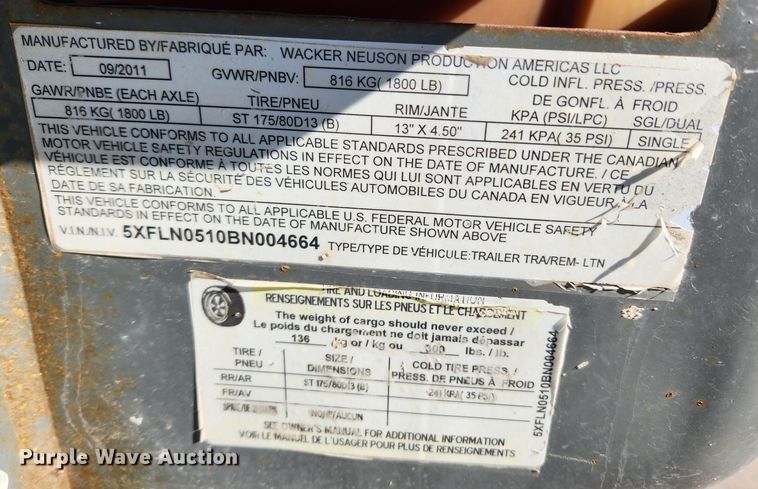 MANUFACTURED BY/FABRIQUÉ PAR: WACKER NEUSON PRODUCTION AMERICAS LLC
DATE: 09/2011 GVWR/PNBV: 816 KG( 1800 LB) COLD INFL. PRESS. /PRESS. DE GONFL. À FROID
GAWR/PNBE (EACH AXLE) TIRE/PNEU RIM/JANTE KPA (PSI/LPC) SGL/DUAL
816 KG( 1800 LB) ST 175/80D13 (B) 13" X 4.50" 241 KPA( 35 PSI) SINGLE
THIS VEHICLE CONFORMS TO ALL APPLICABLE STANDARDS PRESCRIBED UNDER THE CANADIAN
MOTOR VEHICLE SAFETY REGULATIONS IN EFFECT ON THE DATE OF MANUFACTURE. / CE
VÉHICULE EST CONFORME À TOUTES LES NORMES QUI LUI SONT APPLICABLES EN VERTU DU
RÉGLEMENT SUR LA SÉCURITÉ DES VÉHICULES AUTOMOBILES DU CANADA EN VIGUEUR À LA
DATE DE SA FABRICATION.
THIS VEHICLE CONFORMS TO ALL APPLICABLE U.S. FEDERAL MOTOR VEHICLE SAFETY
STANDARDS IN EFFECT ON THE DATE OF MANUFACTURE SHOWN ABOVE
V.I.N./N.I.V. 5XFLN0510BN004664 TYPE/TYPE DE VÉHICULE:TRAILER TRA/REM- LTN
TIRE AND LOADING INFORMATION
RENSEIGNEMENTS SUR LES PNEUS ET LE CHARGEMENT
The weight of cargo should never exceed /
Le poids du chargement ne doit jamais dépasser
136 kg or / kg ou 300 lbs. / lb.
TIRE / PNEU SIZE / DIMENSIONS COLD TIRE PRESS / PRESS. DE PNEUS À FROID
RR/AR ST 175/80D13 (B) 241 KPA( 35 PSI)
FR/AV
SPARE/DE SECOURS NONE/AUCUN
SEE OWNER'S MANUAL FOR ADDITIONAL INFORMATION
VOIR LE MANUEL DE L'USAGER POUR PLUS DE RENSEIGNEMENTS
5XFLN0510BN004664
Purple Wave Auction